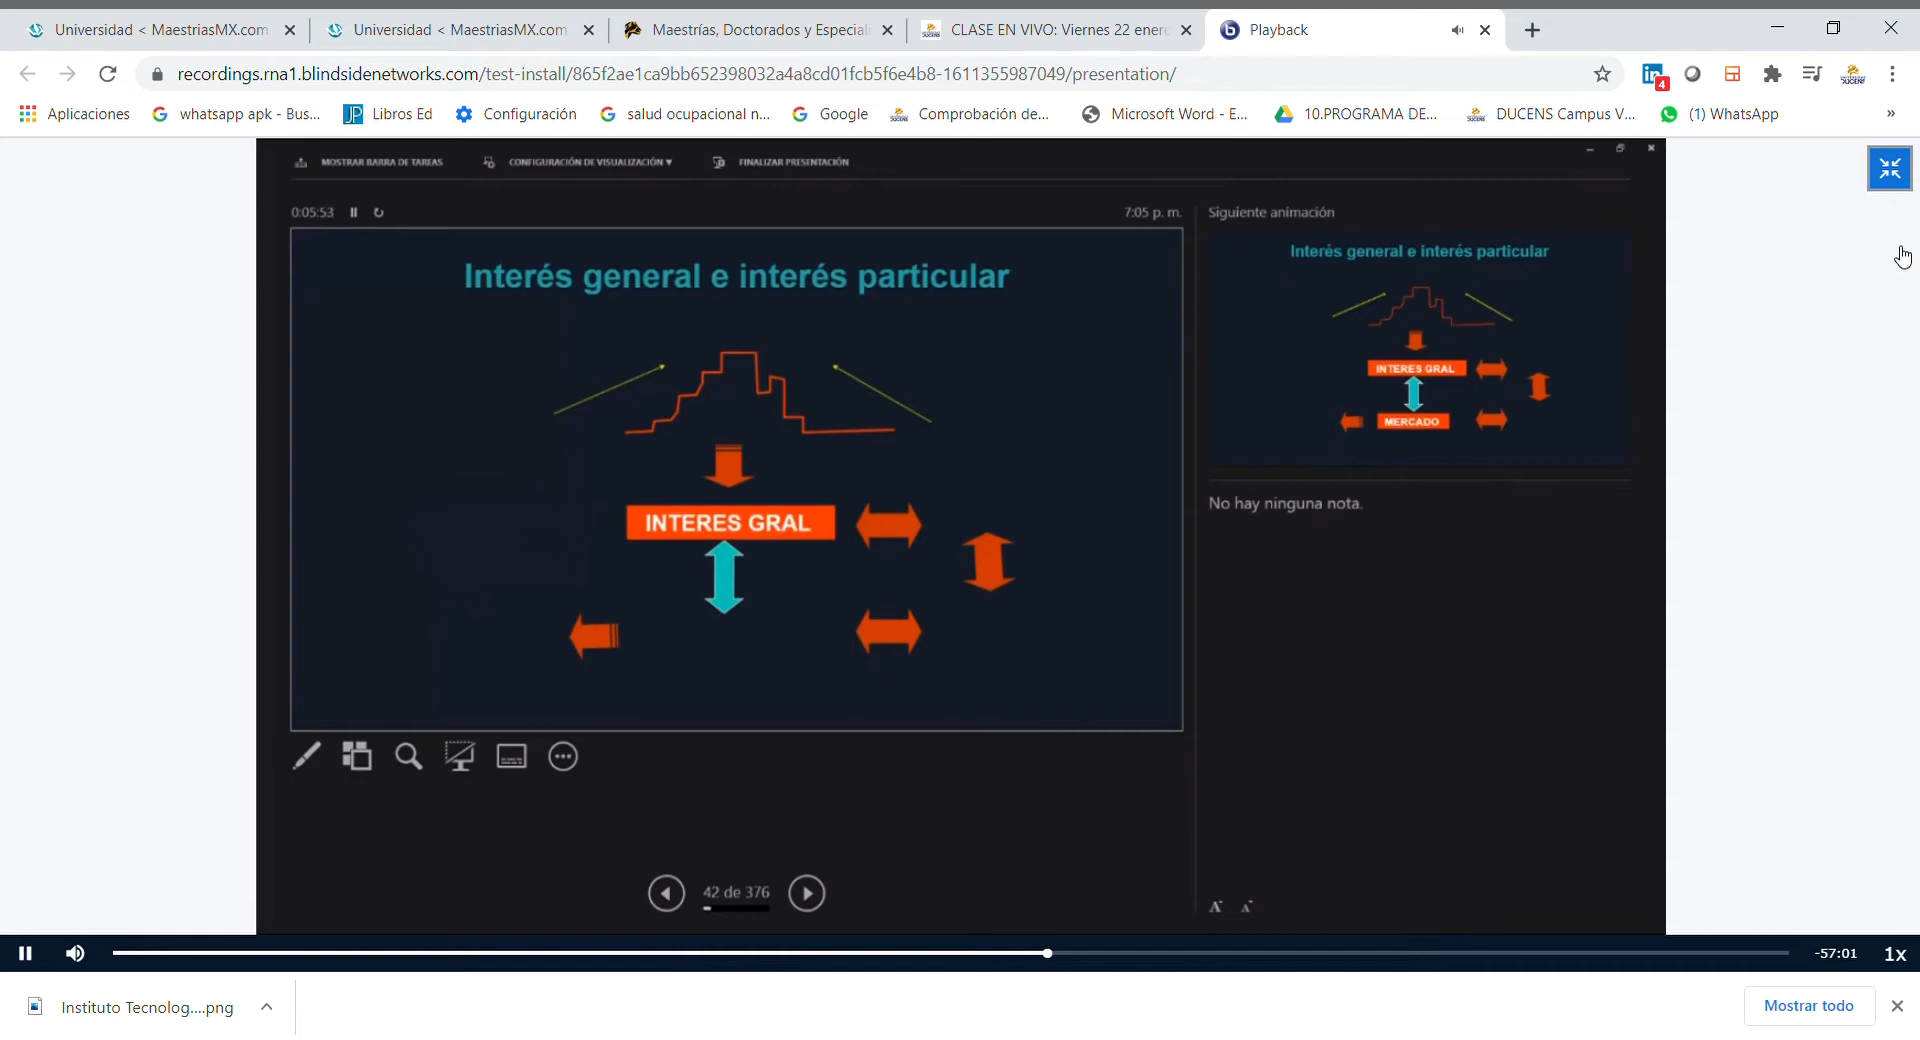 Universidad < MaestriasMX.com
Universidad < MaestriasMX.com
Maestrías, Doctorados y Especiali
CLASE EN VIVO: Viernes 22 enero
Playback
recordings.rna1.blindsidenetworks.com/test-install/865f2ae1ca9bb652398032a4a8cd01fcb5f6e4b8-1611355987049/presentation/
4
Aplicaciones
whatsapp apk - Bus...
Libros Ed
Configuración
salud ocupacional n...
Google
Comprobación de...
Microsoft Word - E...
10.PROGRAMA DE...
DUCENS Campus V...
(1) WhatsApp
»
MOSTRAR BARRA DE TAREAS
CONFIGURACIÓN DE VISUALIZACIÓN ▼
FINALIZAR PRESENTACIÓN
0:05:53
7:05 p. m.
Siguiente animación
Interés general e interés particular
INTERES GRAL
Interés general e interés particular
INTERES GRAL
MERCADO
No hay ninguna nota.
42 de 376
A A
-57:01
1x
Instituto Tecnolog....png
Mostrar todo